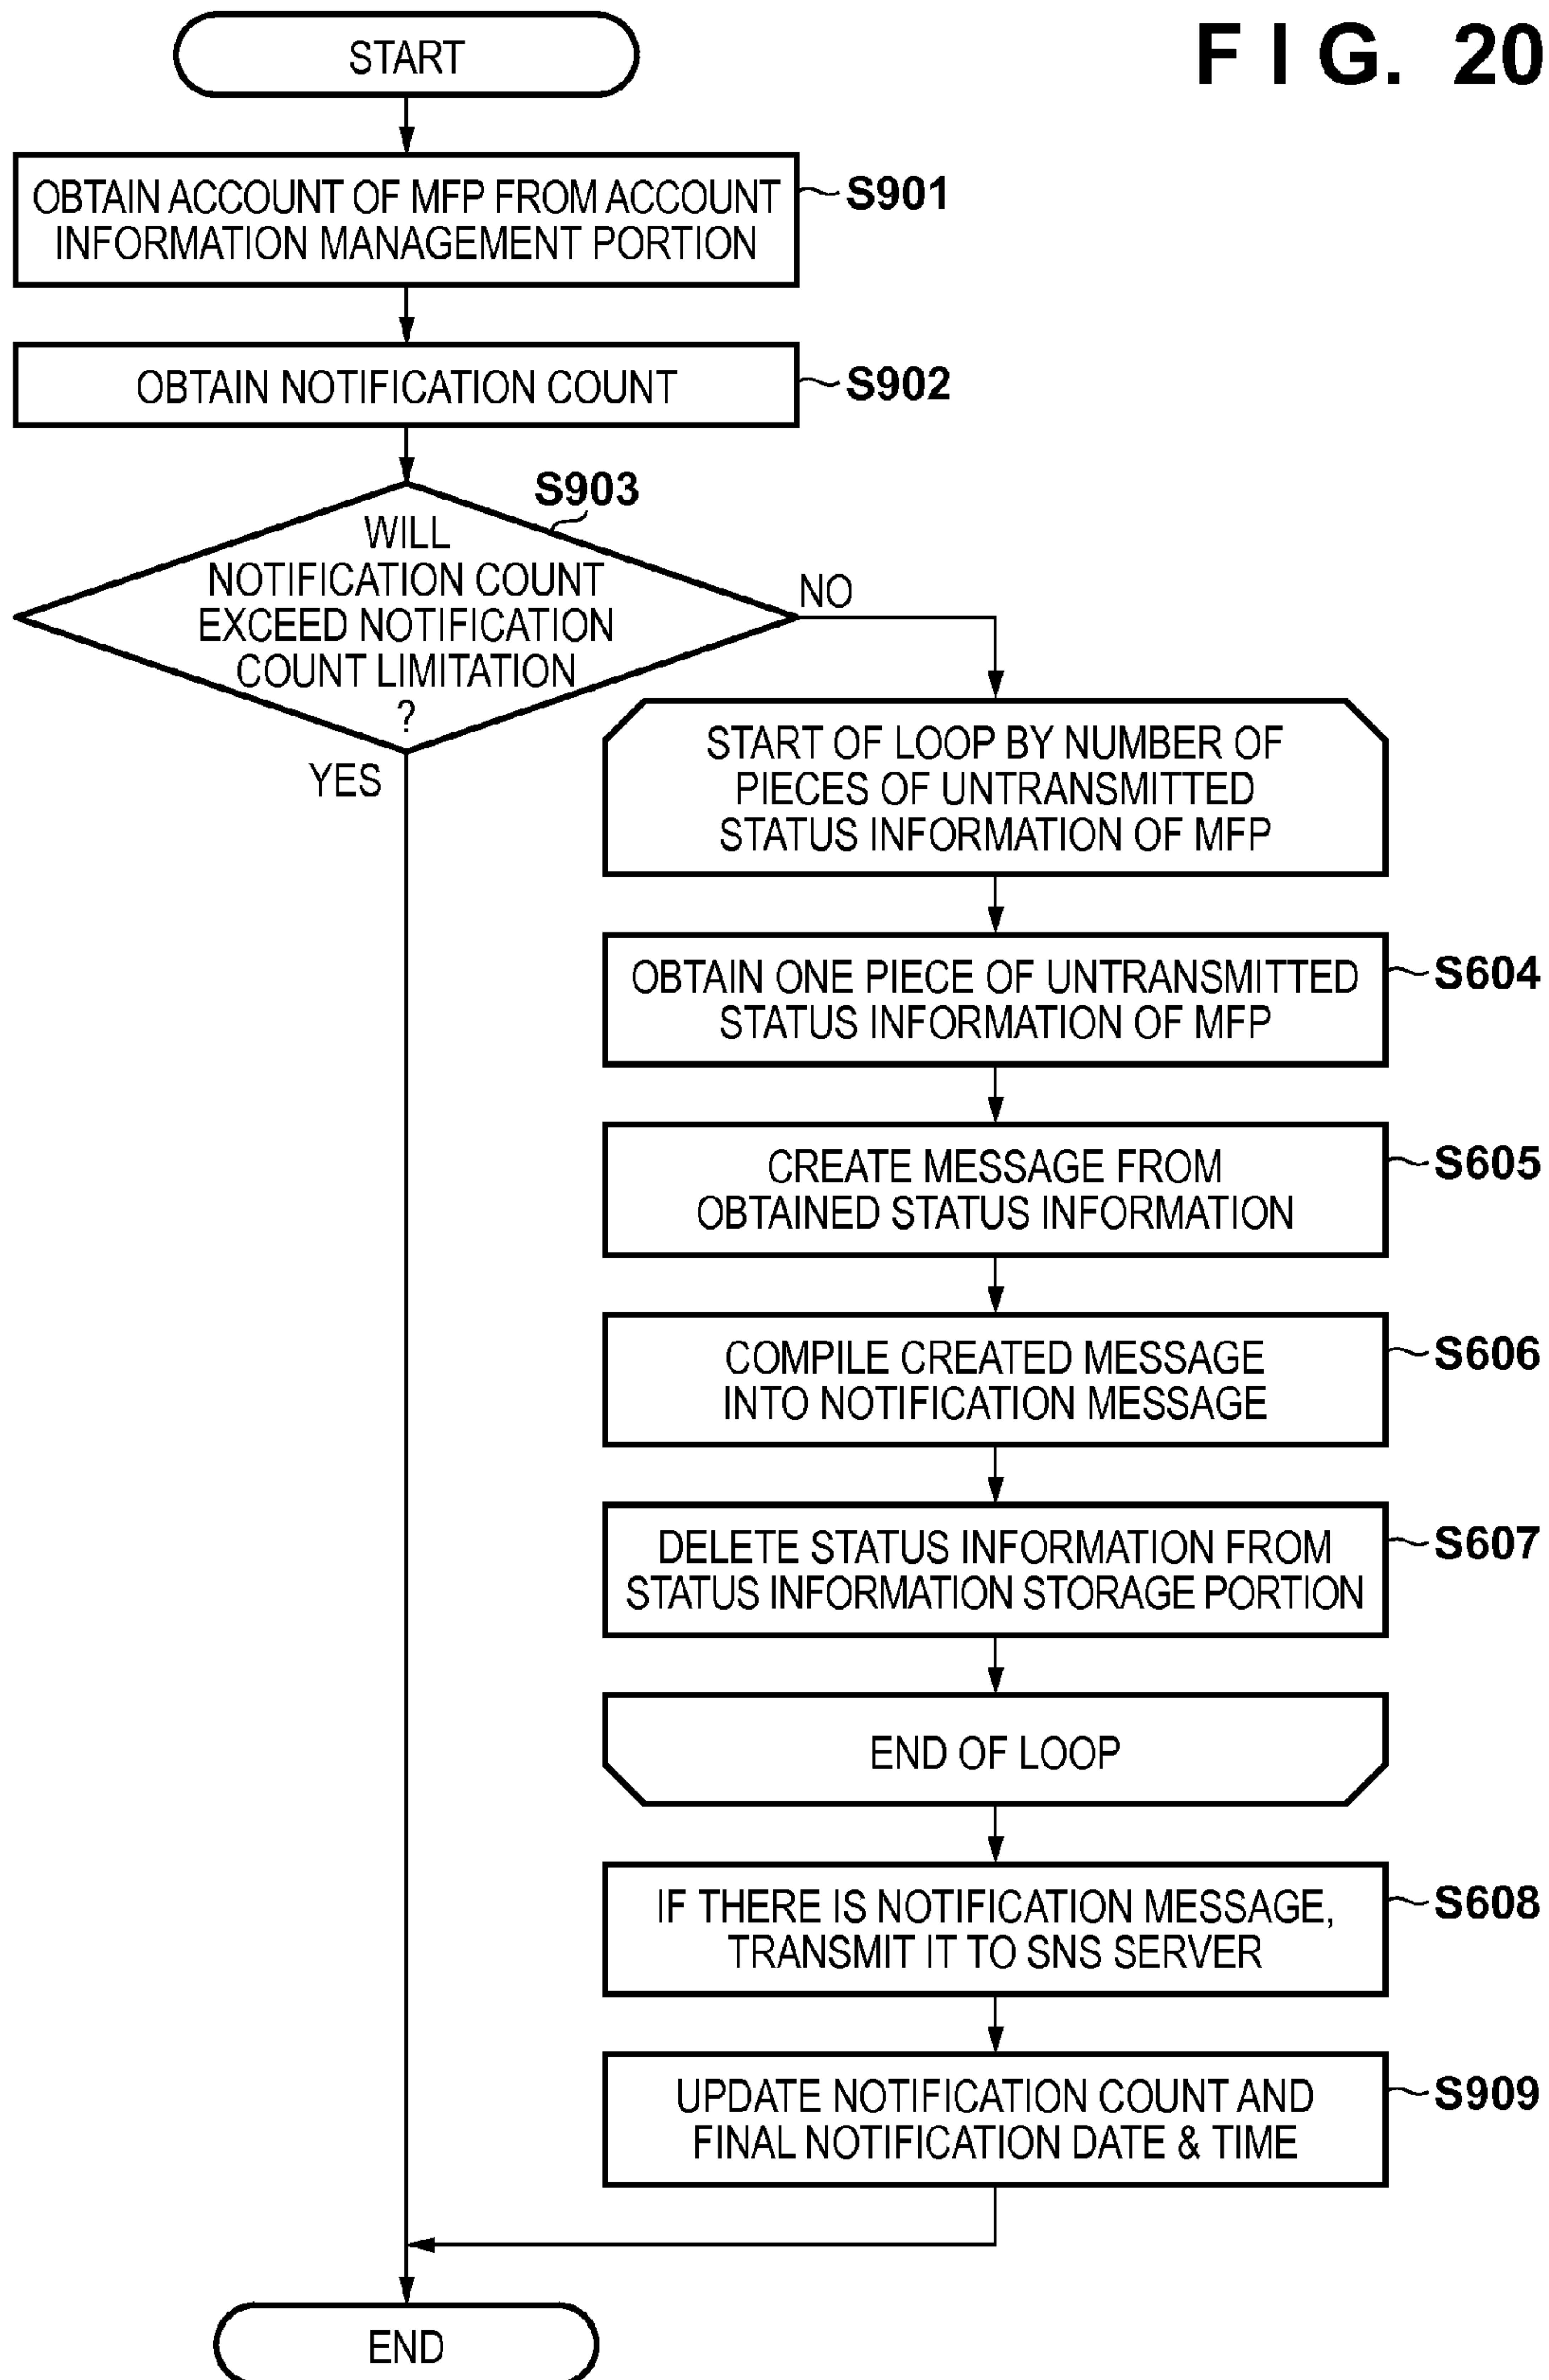 FIG. 20
START
OBTAIN ACCOUNT OF MFP FROM ACCOUNT
INFORMATION MANAGEMENT PORTION
S901
OBTAIN NOTIFICATION COUNT
S902
S903
WILL
NOTIFICATION COUNT
EXCEED NOTIFICATION
COUNT LIMITATION
?
NO
YES
START OF LOOP BY NUMBER OF
PIECES OF UNTRANSMITTED
STATUS INFORMATION OF MFP
OBTAIN ONE PIECE OF UNTRANSMITTED
STATUS INFORMATION OF MFP
S604
CREATE MESSAGE FROM
OBTAINED STATUS INFORMATION
S605
COMPILE CREATED MESSAGE
INTO NOTIFICATION MESSAGE
S606
DELETE STATUS INFORMATION FROM
STATUS INFORMATION STORAGE PORTION
S607
END OF LOOP
IF THERE IS NOTIFICATION MESSAGE,
TRANSMIT IT TO SNS SERVER
S608
UPDATE NOTIFICATION COUNT AND
FINAL NOTIFICATION DATE & TIME
S909
END